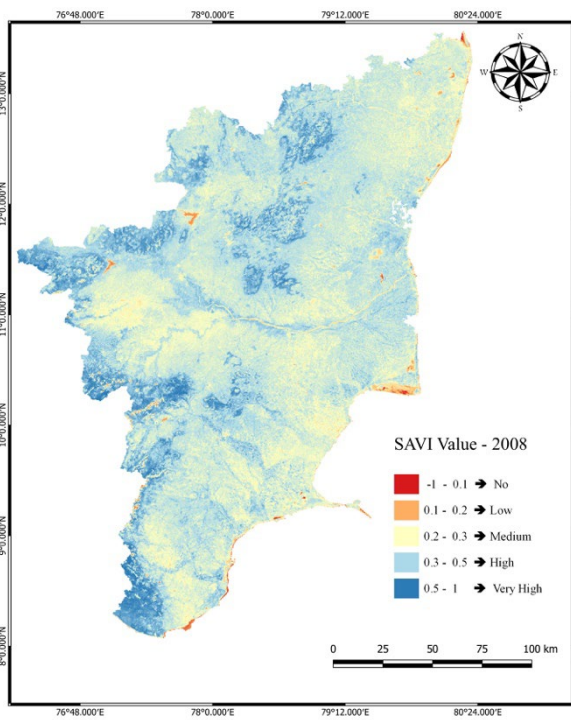 76°48.000'E 78°0.000'E 79°12.000'E 80°24.000'E
N
W E
S
13°0.000'N
12°0.000'N
11°0.000'N
10°0.000'N
9°0.000'N
8°0.000'N
SAVI Value - 2008
-1 - 0.1 → No
0.1 - 0.2 → Low
0.2 - 0.3 → Medium
0.3 - 0.5 → High
0.5 - 1 → Very High
0 25 50 75 100 km
76°48.000'E 78°0.000'E 79°12.000'E 80°24.000'E